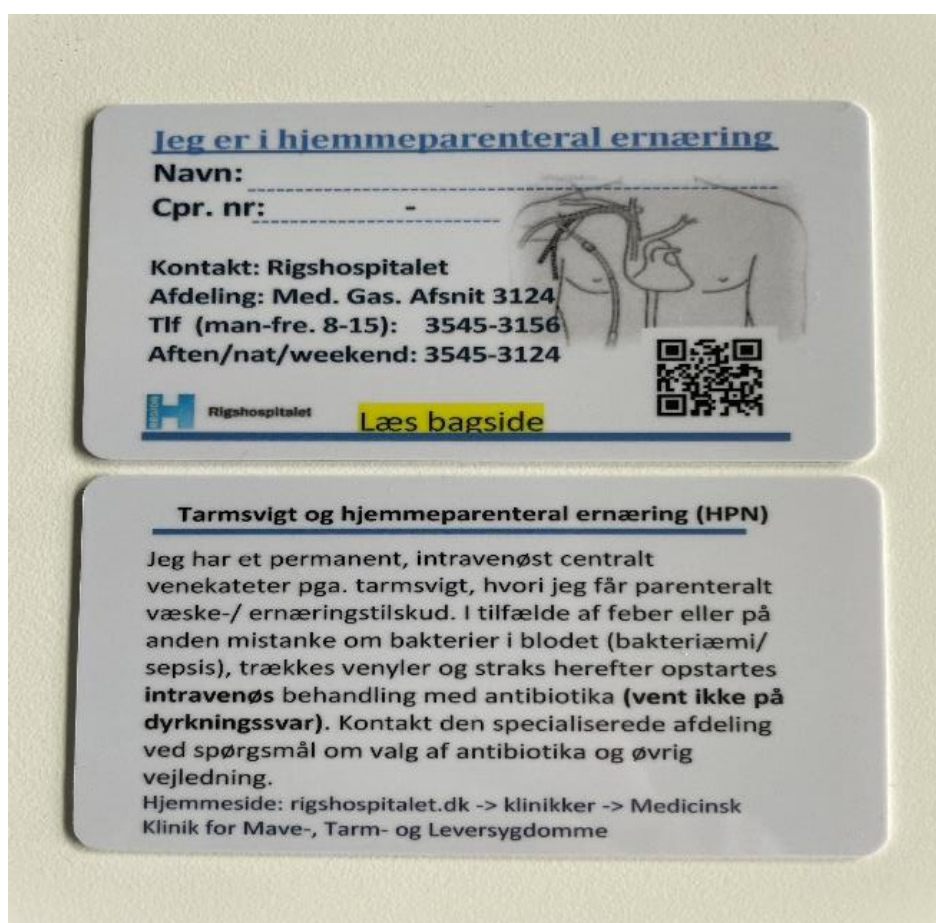 Jeg er i hjemmeparenteral ernæring
Navn:
Cpr. nr: -
Kontakt: Rigshospitalet
Afdeling: Med. Gas. Afsnit 3124
Tlf (man-fre. 8-15): 3545-3156
Aften/nat/weekend: 3545-3124
REGION
H
Rigshospitalet
Læs bagside
Tarmsvigt og hjemmeparenteral ernæring (HPN)
Jeg har et permanent, intravenøst centralt
venekateter pga. tarmsvigt, hvori jeg får parenteralt
væske-/ ernæringstilskud. I tilfælde af feber eller på
anden mistanke om bakterier i blodet (bakteriæmi/
sepsis), trækkes venyler og straks herefter opstartes
intravenøs behandling med antibiotika (vent ikke på
dyrkningssvar). Kontakt den specialiserede afdeling
ved spørgsmål om valg af antibiotika og øvrig
vejledning.
Hjemmeside: rigshospitalet.dk -> klinikker -> Medicinsk
Klinik for Mave-, Tarm- og Leversygdomme